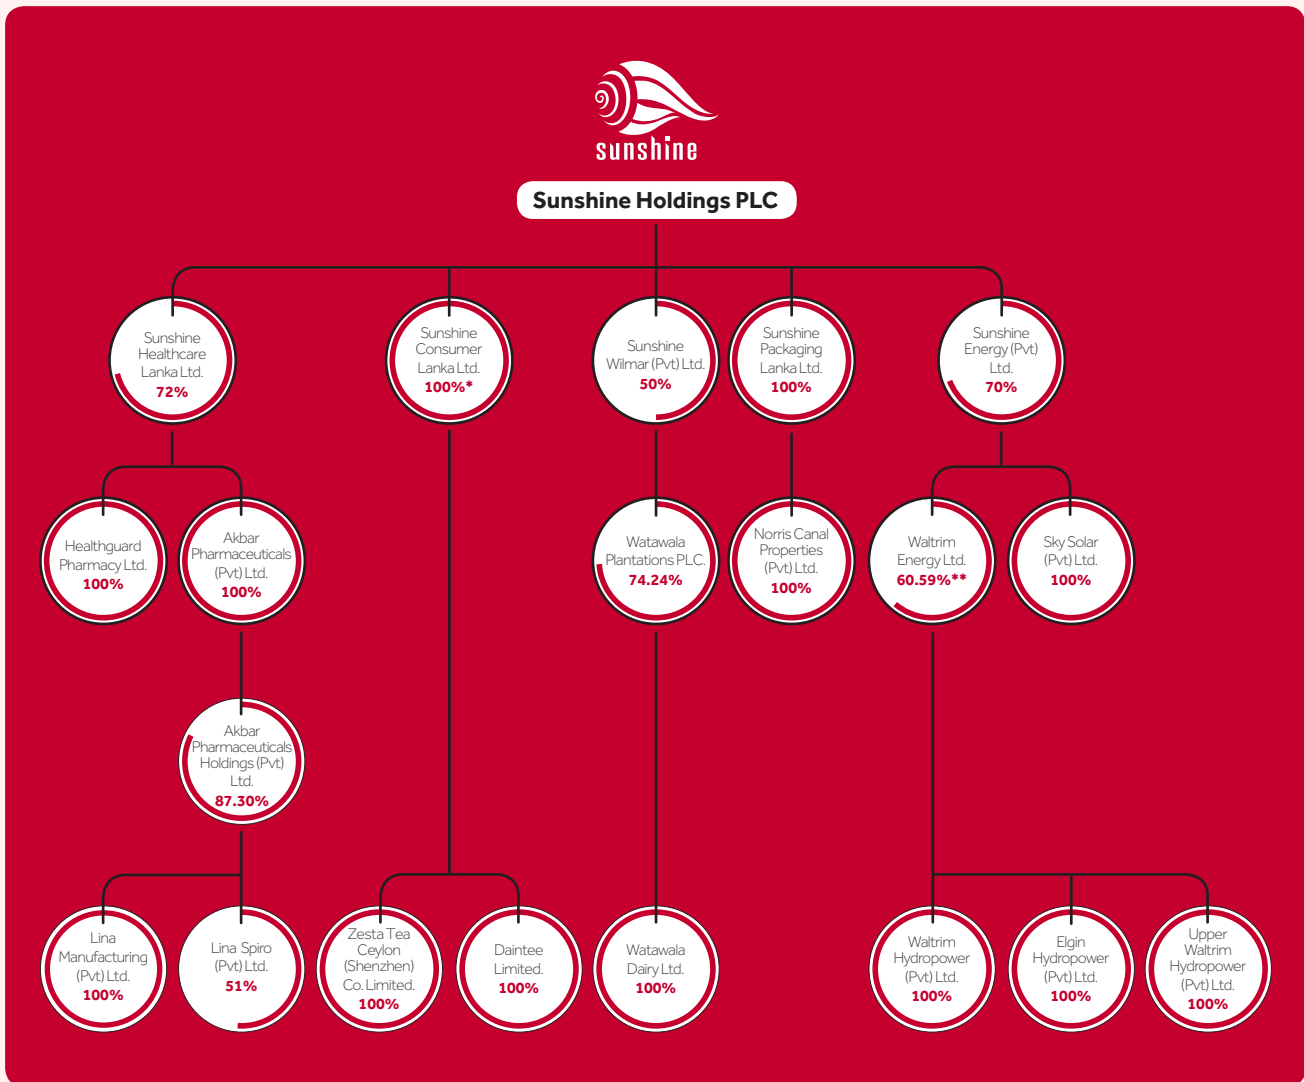 sunshine
Sunshine Holdings PLC
Sunshine
Healthcare
Lanka Ltd.
72%
Sunshine
Consumer
Lanka Ltd.
100%*
Sunshine
Wilmar (Pvt) Ltd.
50%
Sunshine
Packaging
Lanka Ltd.
100%
Sunshine
Energy (Pvt)
Ltd.
70%
Healthguard
Pharmacy Ltd.
100%
Akbar
Pharmaceuticals
(Pvt) Ltd.
100%
Watawala
Plantations PLC.
74.24%
Norris Canal
Properties
(Pvt) Ltd.
100%
Waltrim
Energy Ltd.
60.59%**
Sky Solar
(Pvt) Ltd.
100%
Akbar
Pharmaceuticals
Holdings (Pvt)
Ltd.
87.30%
Lina
Manufacturing
(Pvt) Ltd.
100%
Lina Spiro
(Pvt) Ltd.
51%
Zesta Tea
Ceylon
(Shenzhen)
Co. Limited.
100%
Daintee
Limited.
100%
Watawala
Dairy Ltd.
100%
Waltrim
Hydropower
(Pvt) Ltd.
100%
Elgin
Hydropower
(Pvt) Ltd.
100%
Upper
Waltrim
Hydropower
(Pvt) Ltd.
100%